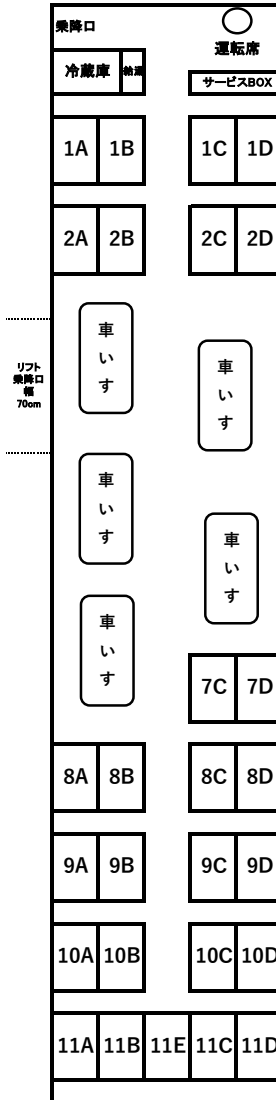 乗降口
運転席
冷蔵庫 給湯
サービスBOX
1A 1B 1C 1D
2A 2B 2C 2D
車いす
リフト
乗降口
幅
70cm
車いす
車いす
車いす
車いす
7C 7D
8A 8B 8C 8D
9A 9B 9C 9D
10A 10B 10C 10D
11A 11B 11E 11C 11D